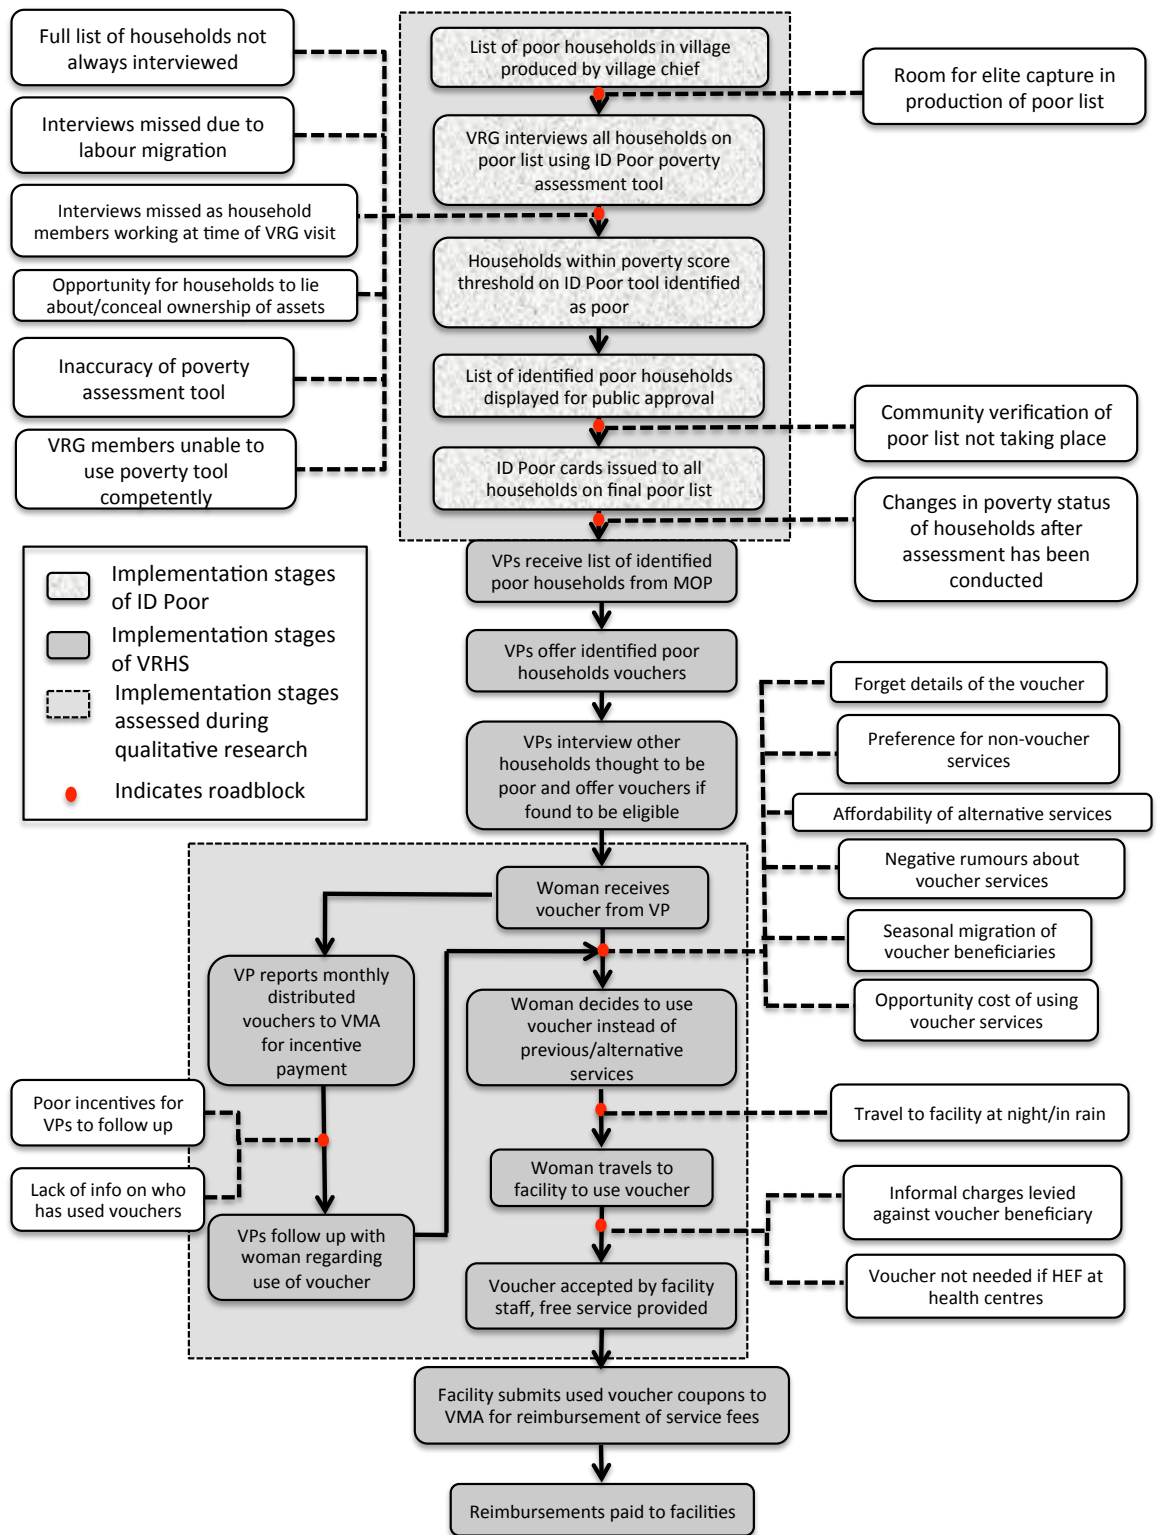 Full list of households not
always interviewed
Interviews missed due to
labour migration
Interviews missed as household
members working at time of VRG visit
Opportunity for households to lie
about/conceal ownership of assets
Inaccuracy of poverty
assessment tool
VRG members unable to
use poverty tool
competently
List of poor households in village
produced by village chief
VRG interviews all households on
poor list using ID Poor poverty
assessment tool
Households within poverty score
threshold on ID Poor tool identified
as poor
List of identified poor households
displayed for public approval
ID Poor cards issued to all
households on final poor list
Room for elite capture in
production of poor list
Community verification of
poor list not taking place
Changes in poverty status
of households after
assessment has been
conducted
Implementation stages
of ID Poor
Implementation stages
of VRHS
Implementation stages
assessed during
qualitative research
Indicates roadblock
VPs receive list of identified
poor households from MOP
VPs offer identified poor
households vouchers
VPs interview other
households thought to be
poor and offer vouchers if
found to be eligible
Woman receives
voucher from VP
Forget details of the voucher
Preference for non-voucher
services
Affordability of alternative services
Negative rumours about
voucher services
Seasonal migration of
voucher beneficiaries
Opportunity cost of using
voucher services
VP reports monthly
distributed
vouchers to VMA
for incentive
payment
Poor incentives for
VPs to follow up
Lack of info on who
has used vouchers
VPs follow up with
woman regarding
use of voucher
Woman decides to use
voucher instead of
previous/alternative
services
Travel to facility at night/in rain
Woman travels to
facility to use voucher
Informal charges levied
against voucher beneficiary
Voucher not needed if HEF at
health centres
Voucher accepted by facility
staff, free service provided
Facility submits used voucher coupons to
VMA for reimbursement of service fees
Reimbursements paid to facilities